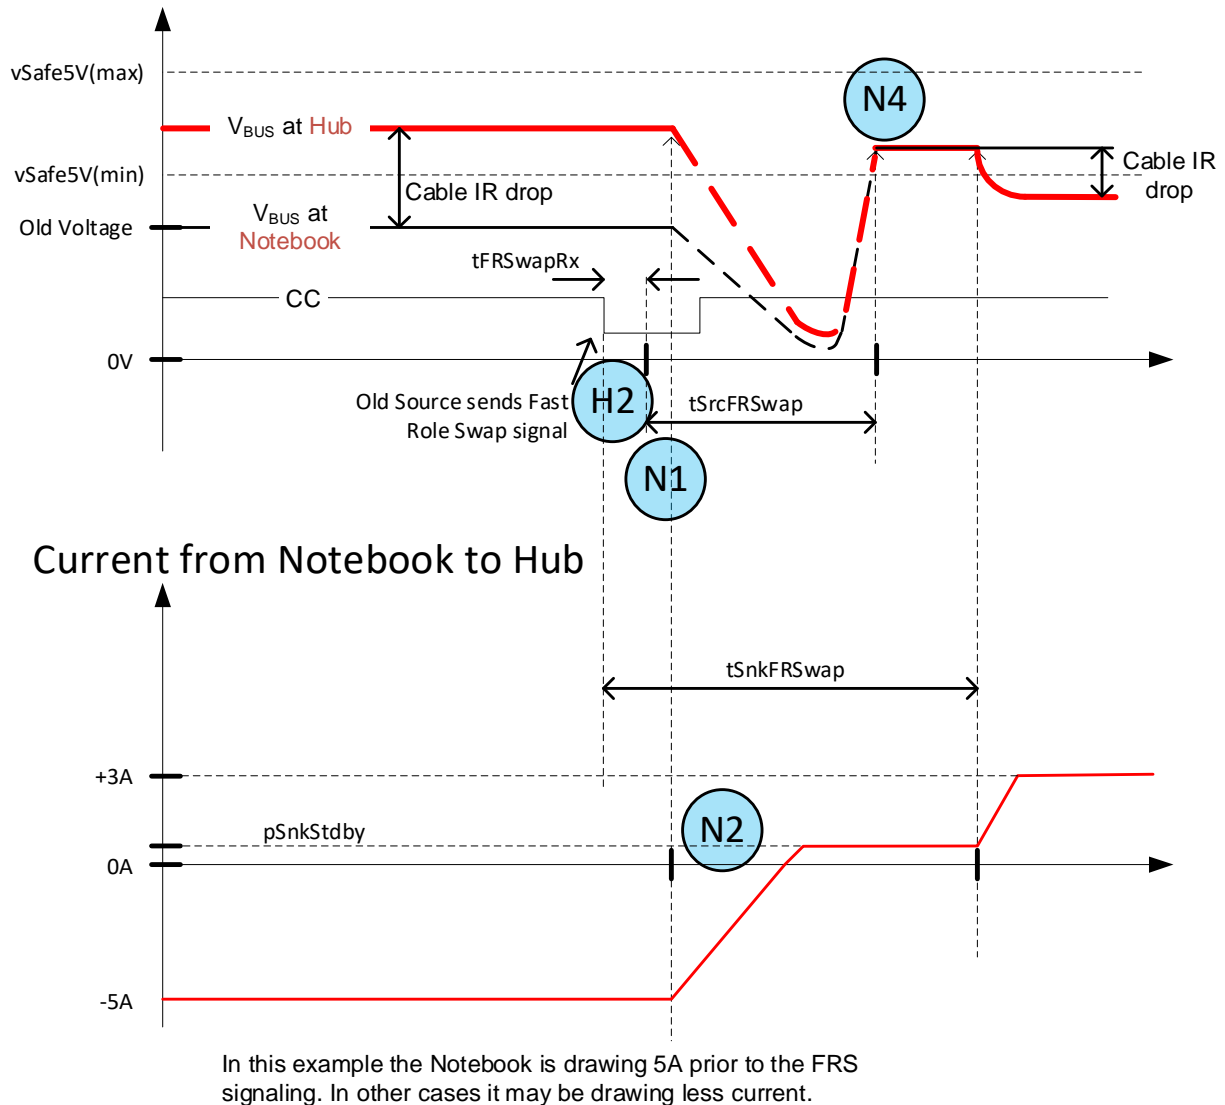 vSafe5V(max)
N4
VBUS at Hub
Cable IR
drop
vSafe5V(min)
Cable IR drop
VBUS at
Notebook
Old Voltage
tFRSwapRx
CC
0V
Old Source sends Fast
Role Swap signal
H2
tSrcFRSwap
N1
Current from Notebook to Hub
tSnkFRSwap
+3A
N2
pSnkStdby
0A
-5A
In this example the Notebook is drawing 5A prior to the FRS
signaling. In other cases it may be drawing less current.